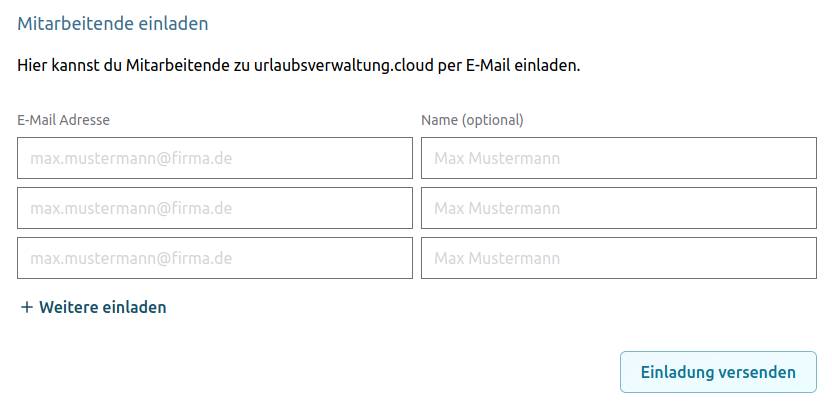 Mitarbeitende einladen
Hier kannst du Mitarbeitende zu urlaubsverwaltung.cloud per E-Mail einladen.
E-Mail Adresse Name (optional)
max.mustermann@firma.de Max Mustermann
max.mustermann@firma.de Max Mustermann
max.mustermann@firma.de Max Mustermann
+ Weitere einladen
Einladung versenden